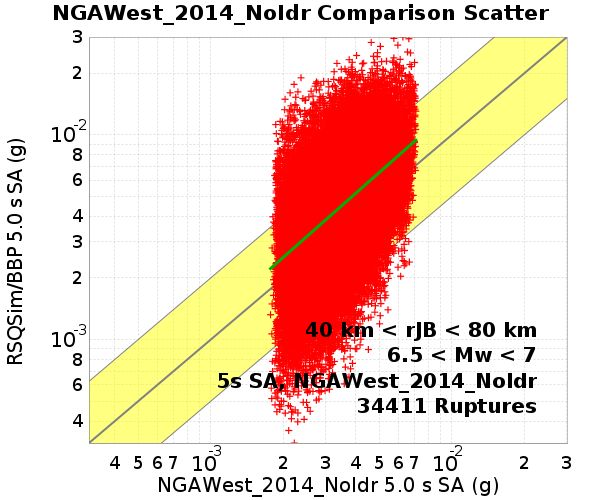 NGAWest_2014_NoIdr Comparison Scatter
3
2
10-2
8
6
4
3
2
10-3
8
6
4
RSQSim/BBP 5.0 s SA (g)
40 km < rJB < 80 km
6.5 < Mw < 7
5s SA, NGAWest_2014_NoIdr
34411 Ruptures
4 5 6 7 10-3 2 3 4 5 6 7 10-2 2 3
NGAWest_2014_NoIdr 5.0 s SA (g)